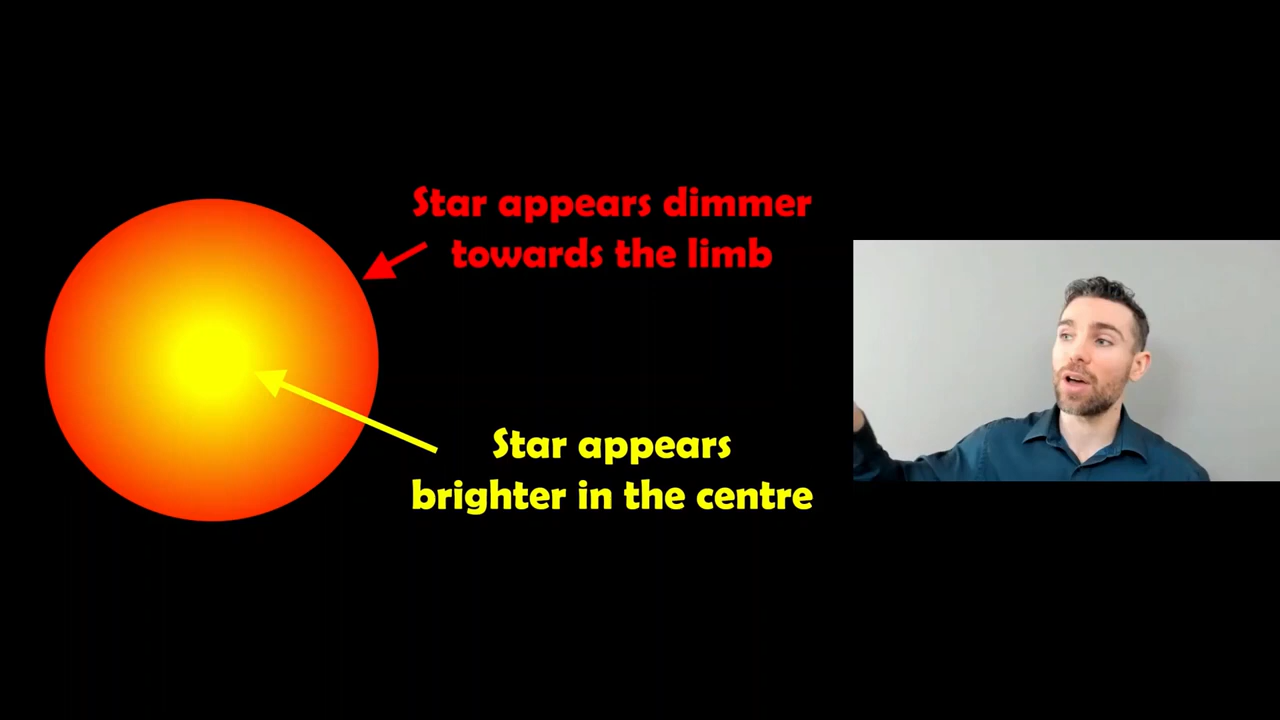 Star appears dimmer
towards the limb
Star appears
brighter in the centre